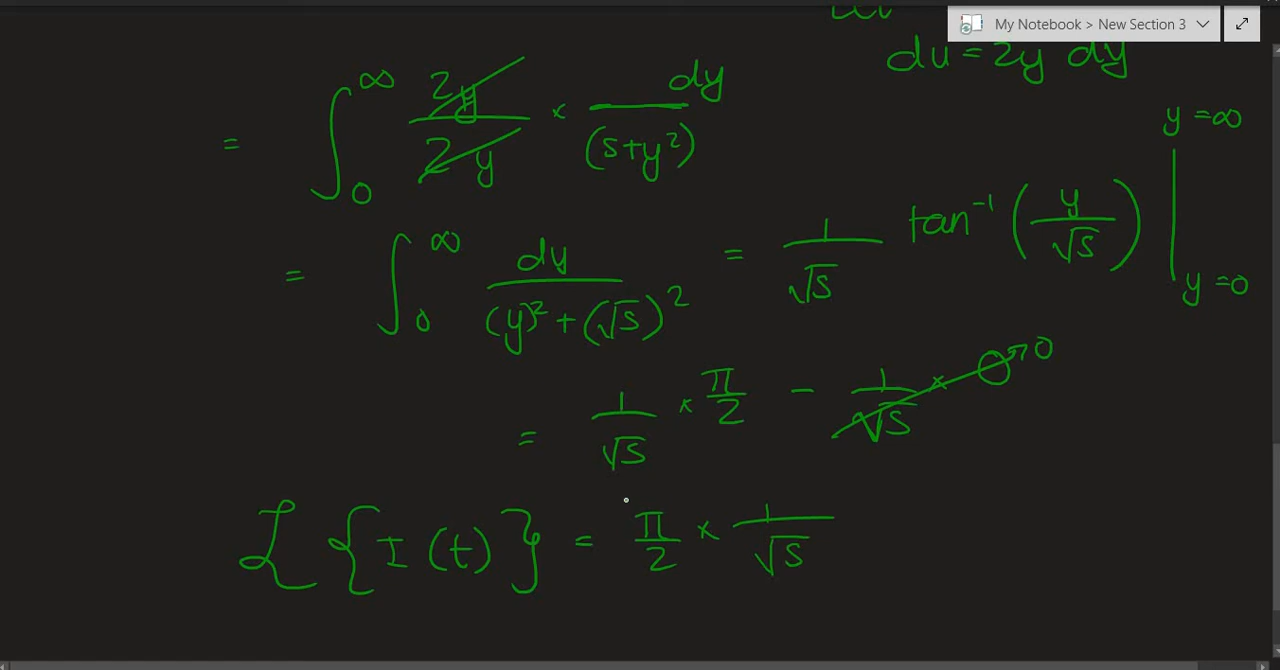 My Notebook > New Section 3
du = 2y dy
= ∫₀^∞ 2y/2y × dy/(s+y²)
y = ∞
= ∫₀^∞ dy/((y)²+(√s)²) = 1/√s tan⁻¹(y/√s) |
y = 0
= 1/√s × π/2 − 1/√s × 0 → 0
ℒ{I(t)} = π/2 × 1/√s